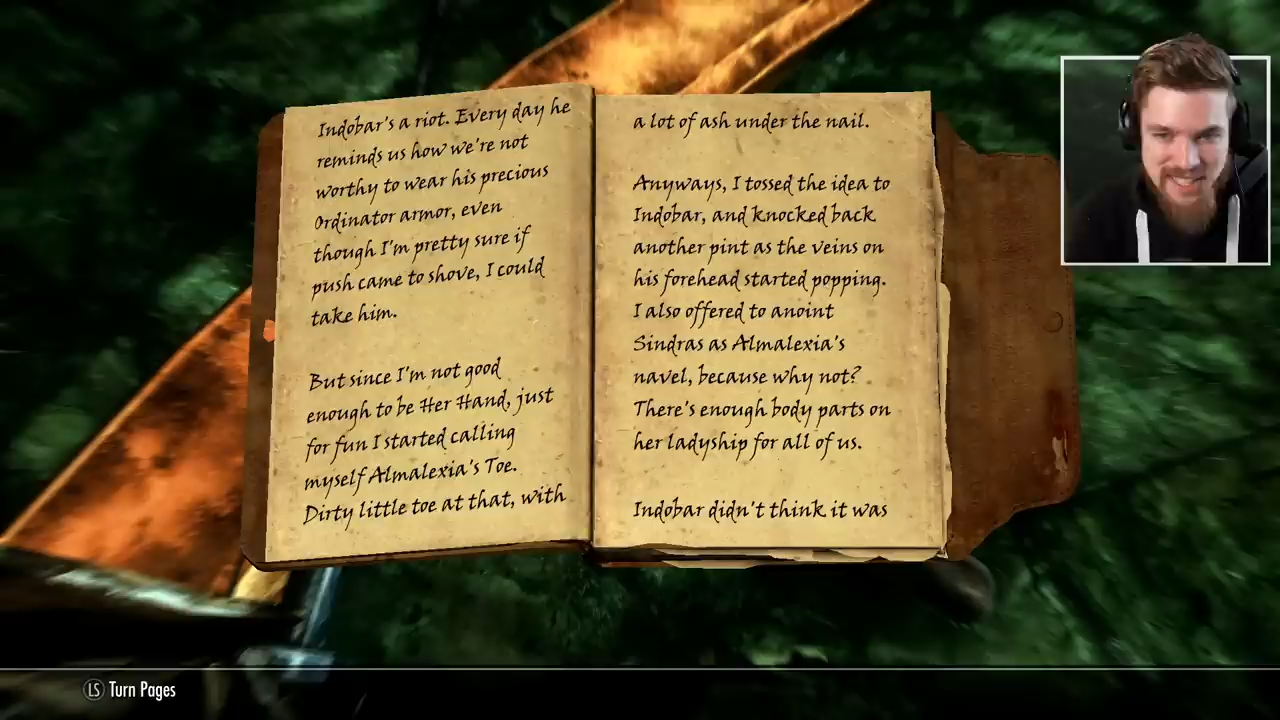 Indobar's a riot. Every day he
reminds us how we're not
worthy to wear his precious
Ordinator armor, even
though I'm pretty sure if
push came to shove, I could
take him.
But since I'm not good
enough to be Her Hand, just
for fun I started calling
myself Almalexia's Toe.
Dirty little toe at that, with
a lot of ash under the nail.
Anyways, I tossed the idea to
Indobar, and knocked back
another pint as the veins on
his forehead started popping.
I also offered to anoint
Sindras as Almalexia's
navel, because why not?
There's enough body parts on
her ladyship for all of us.
Indobar didn't think it was
LS Turn Pages